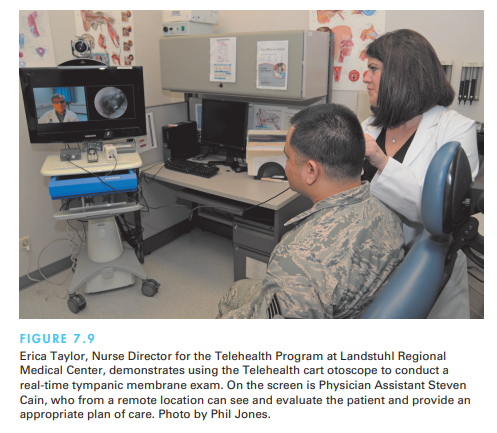 FIGURE 7.9
Erica Taylor, Nurse Director for the Telehealth Program at Landstuhl Regional
Medical Center, demonstrates using the Telehealth cart otoscope to conduct a
real-time tympanic membrane exam. On the screen is Physician Assistant Steven
Cain, who from a remote location can see and evaluate the patient and provide an
appropriate plan of care. Photo by Phil Jones.